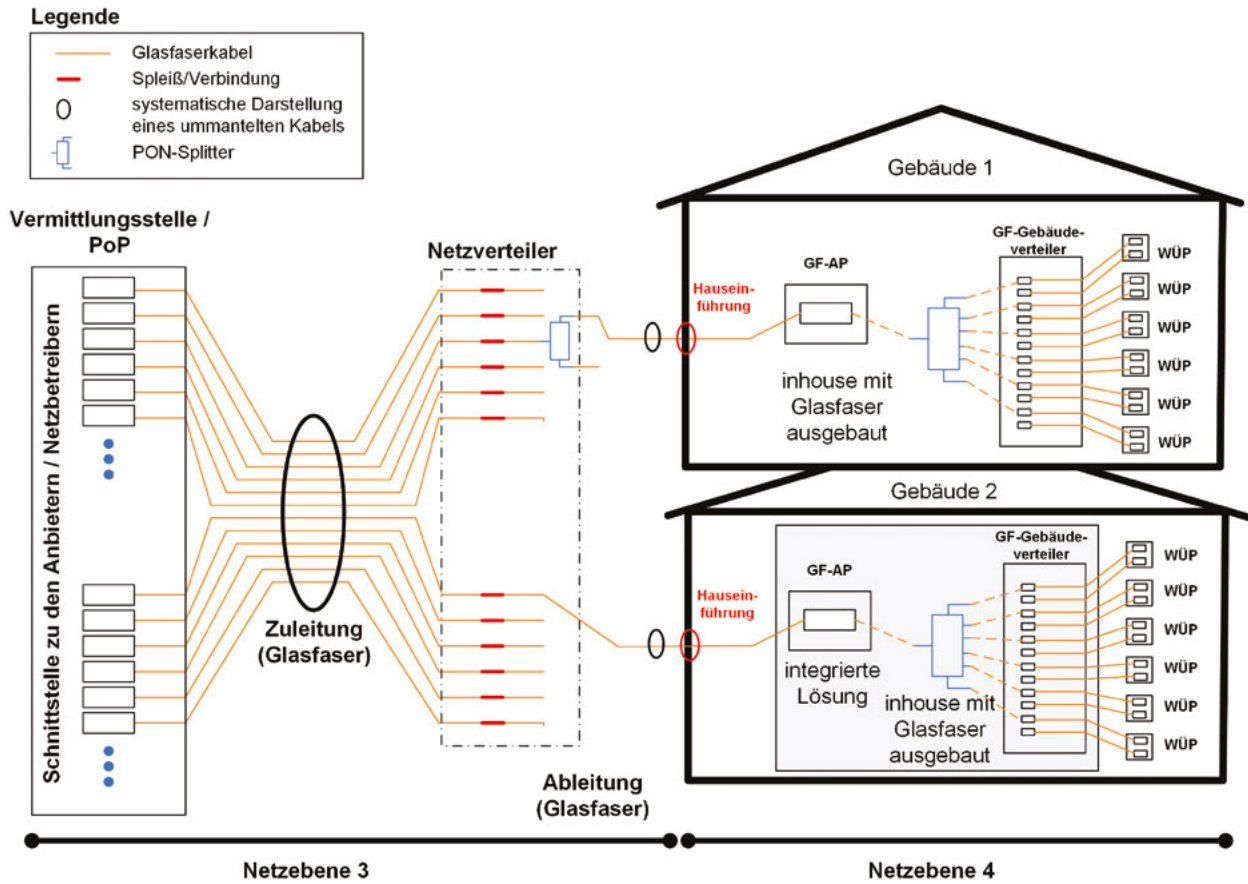 Legende
Glasfaserkabel
Spleiß/Verbindung
systematische Darstellung
eines ummantelten Kabels
PON-Splitter
Vermittlungsstelle /
PoP
Schnittstelle zu den Anbietern / Netzbetreibern
Zuleitung
(Glasfaser)
Netzverteiler
Ableitung
(Glasfaser)
Gebäude 1
Hausein-
führung
GF-AP
inhouse mit
Glasfaser
ausgebaut
GF-Gebäude-
verteiler
WÜP
WÜP
WÜP
WÜP
WÜP
WÜP
Gebäude 2
Hausein-
führung
GF-AP
integrierte
Lösung
inhouse mit
Glasfaser
ausgebaut
GF-Gebäude-
verteiler
WÜP
WÜP
WÜP
WÜP
WÜP
WÜP
Netzebene 3
Netzebene 4